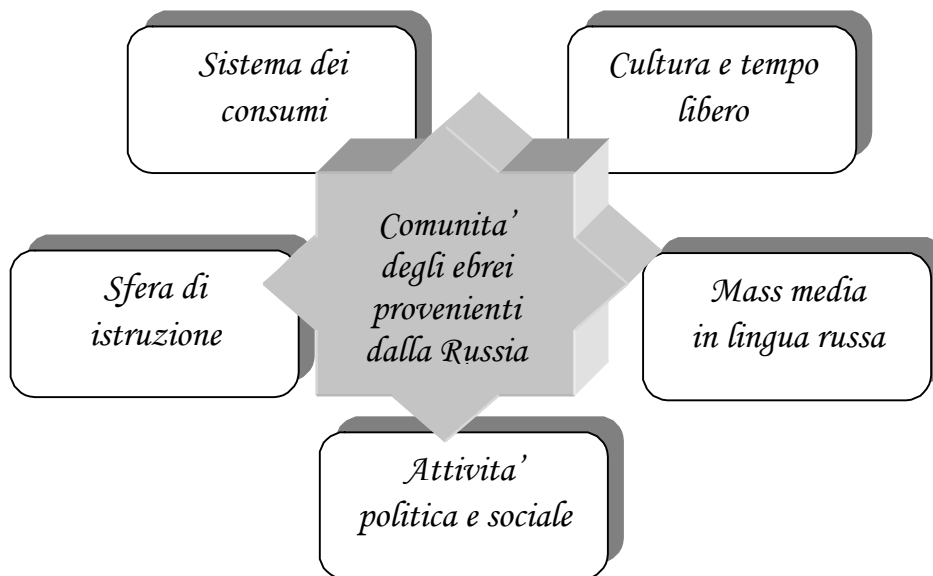 Sistema dei
consumi
Cultura e tempo
libero
Comunita’
degli ebrei
provenienti
dalla Russia
Sfera di
istruzione
Mass media
in lingua russa
Attivita’
politica e sociale